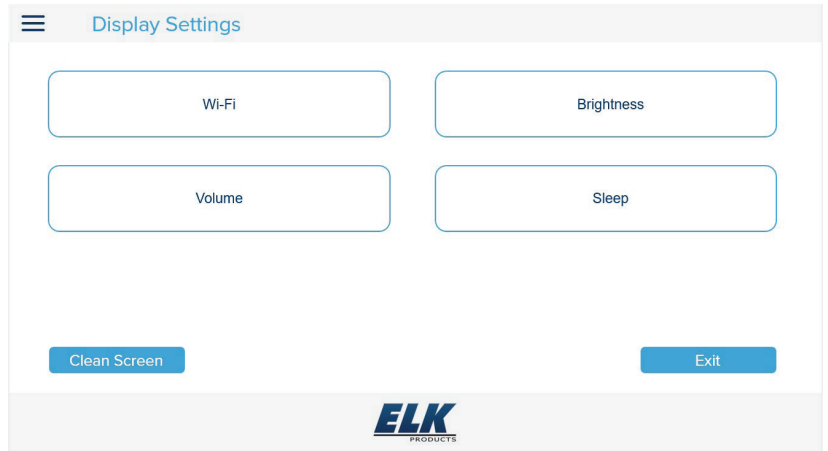 Display Settings
Wi-Fi
Brightness
Volume
Sleep
Clean Screen
Exit
ELK
PRODUCTS